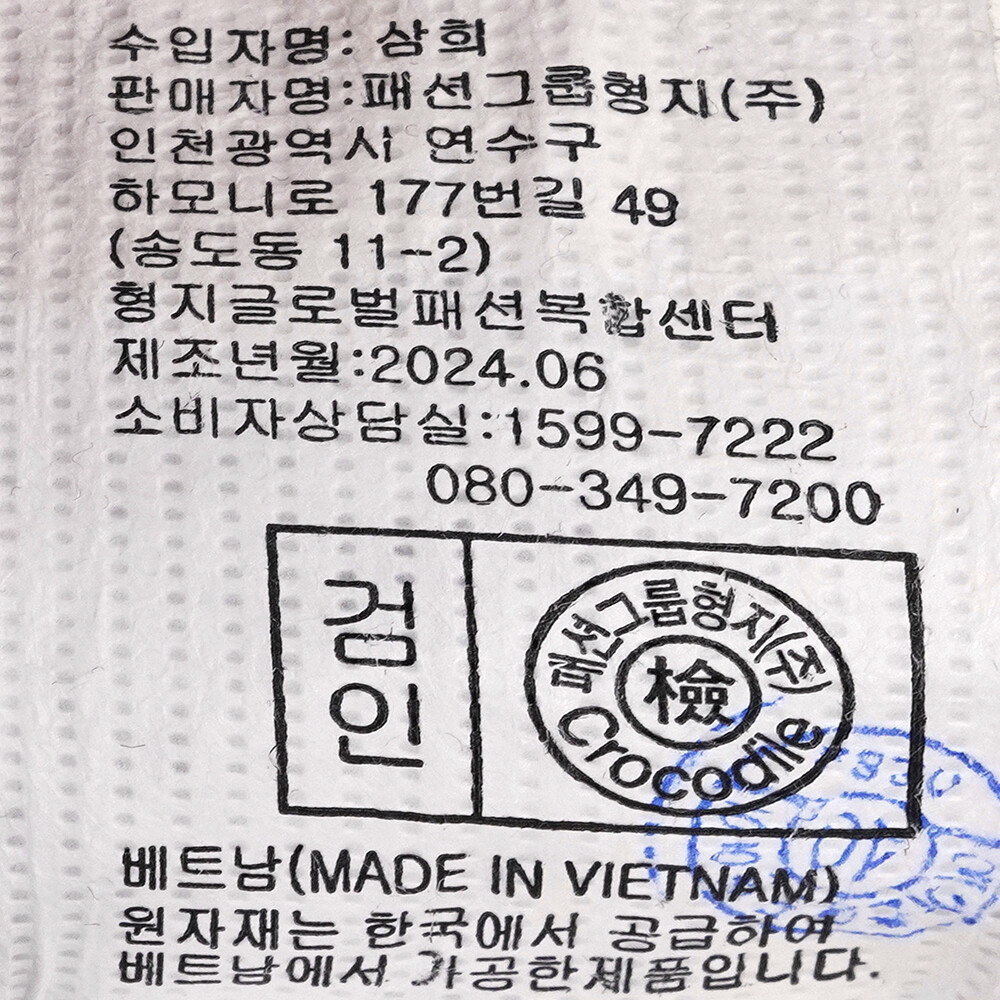 수입자명: 삼희
판매자명:패션그룹형지(주)
인천광역시 연수구
하모니로 177번길 49
(송도동 11-2)
형지글로벌패션복합센터
제조년월:2024.06
소비자상담실:1599-7222
080-349-7200
검인
패션그룹형지(주)
檢
Crocodile
베트남(MADE IN VIETNAM)
원자재는 한국에서 공급하여
베트남에서 가공한제품입니다.